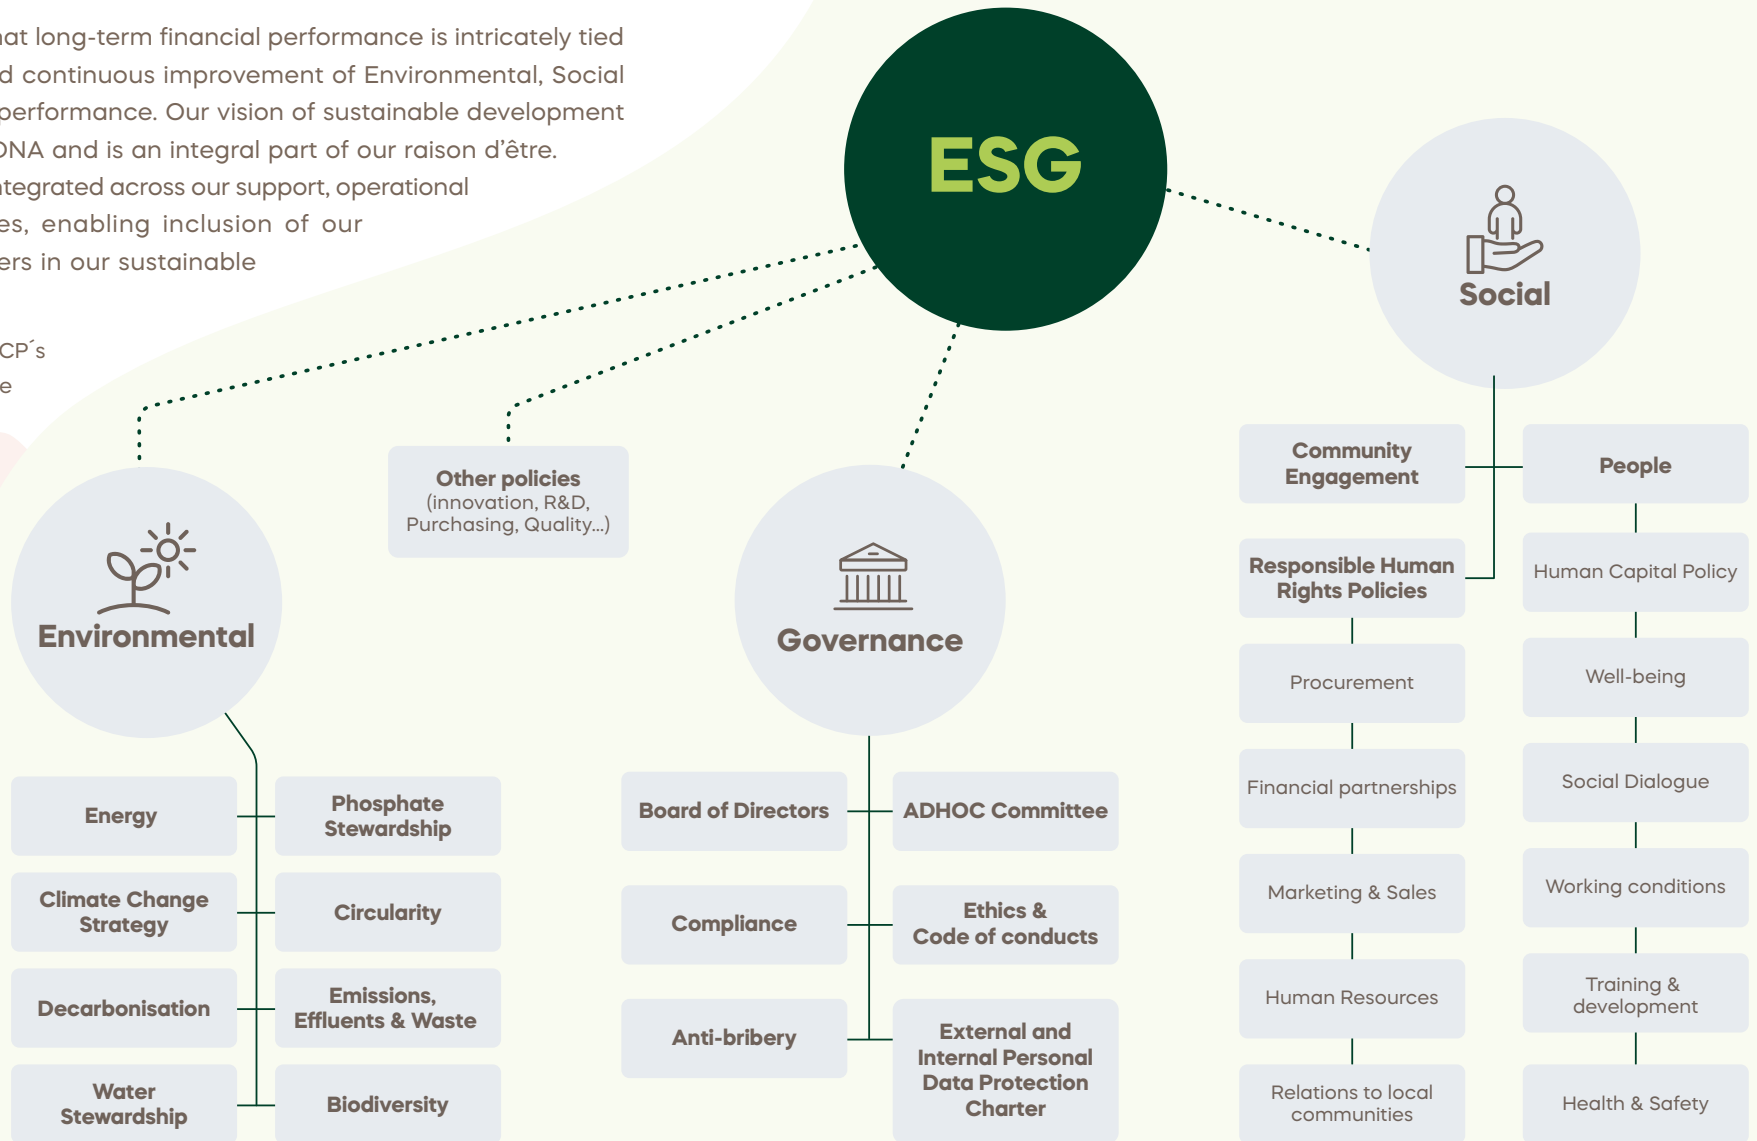 that long-term financial performance is intricately tied
continuous improvement of Environmental, Social
performance. Our vision of sustainable development
DNA and is an integral part of our raison d’être.
integrated across our support, operational
enabling inclusion of our
in our sustainable
ESG
Social
Environmental
Other policies
(innovation, R&D,
Purchasing, Quality...)
Governance
Energy
Phosphate
Stewardship
Climate Change
Strategy
Circularity
Decarbonisation
Emissions,
Effluents & Waste
Water
Stewardship
Biodiversity
Board of Directors
ADHOC Committee
Compliance
Ethics &
Code of conducts
Anti-bribery
External and
Internal Personal
Data Protection
Charter
Community
Engagement
Responsible Human
Rights Policies
Procurement
Financial partnerships
Marketing & Sales
Human Resources
Relations to local
communities
People
Human Capital Policy
Well-being
Social Dialogue
Working conditions
Training &
development
Health & Safety